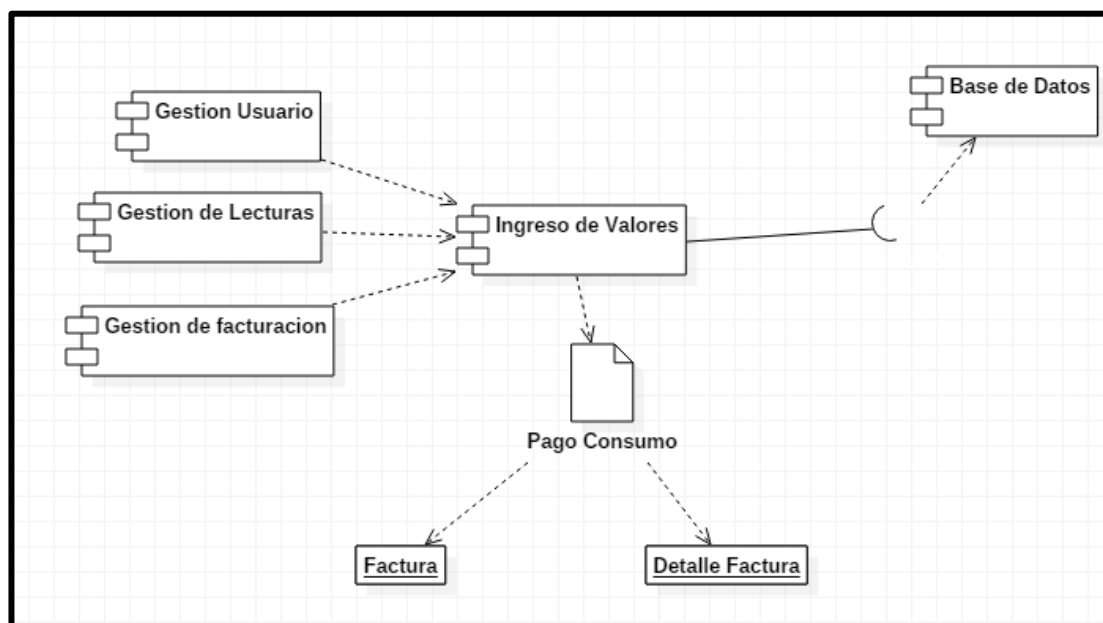 Base de Datos
Gestion Usuario
Gestion de Lecturas
Ingreso de Valores
Gestion de facturacion
Pago Consumo
Factura
Detalle Factura